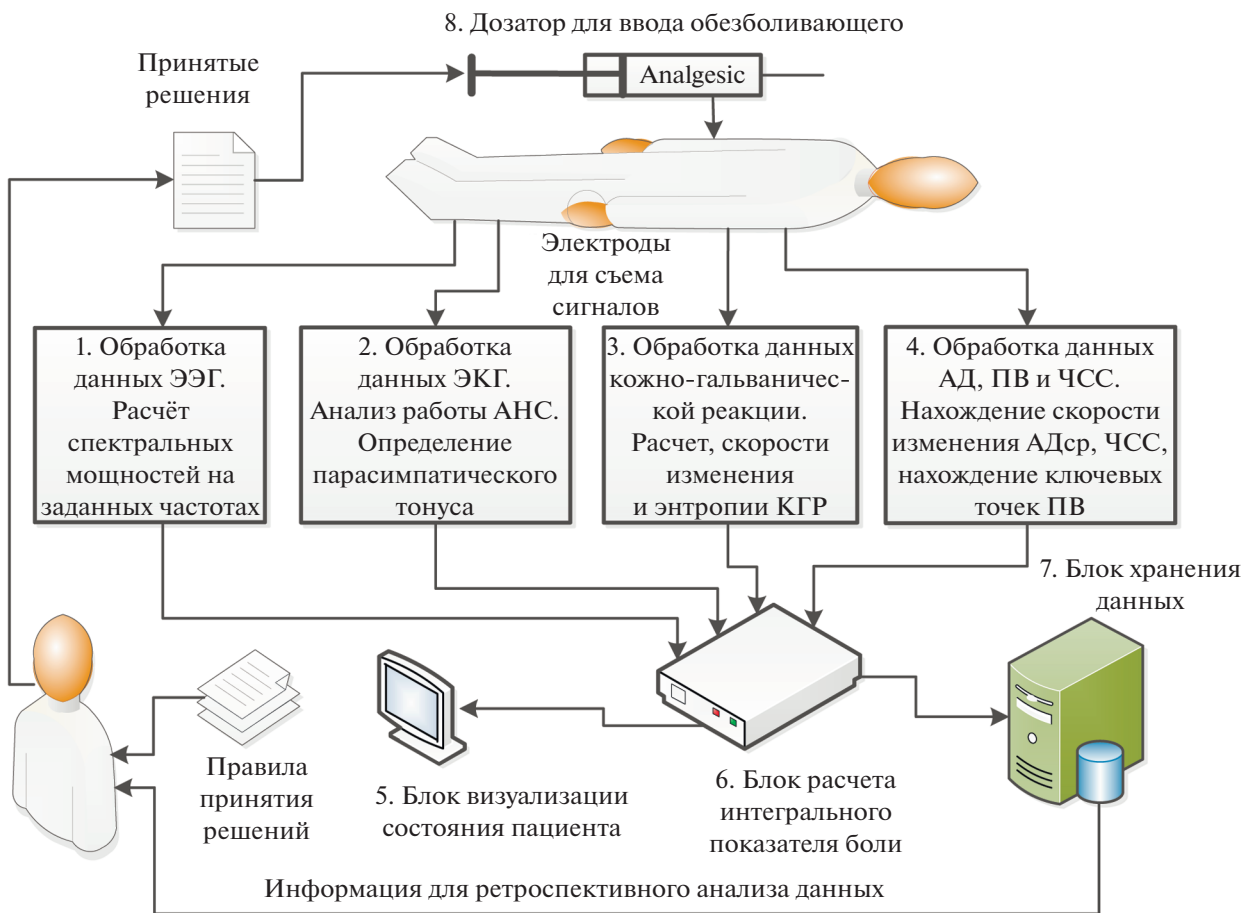 8. Дозатор для ввода обезболивающего
Принятые
решения
Analgesic
Электроды
для съема
сигналов
1. Обработка
данных ЭЭГ.
Расчёт
спектральных
мощностей на
заданных частотах
2. Обработка
данных ЭКГ.
Анализ работы АНС.
Определение
парасимпатического
тонуса
3. Обработка данных
кожно-гальваничес-
кой реакции.
Расчет, скорости
изменения
и энтропии КГР
4. Обработка данных
АД, ПВ и ЧСС.
Нахождение скорости
изменения АДср, ЧСС,
нахождение ключевых
точек ПВ
7. Блок хранения
данных
Правила
принятия
решений
5. Блок визуализации
состояния пациента
6. Блок расчета
интегрального
показателя боли
Информация для ретроспективного анализа данных